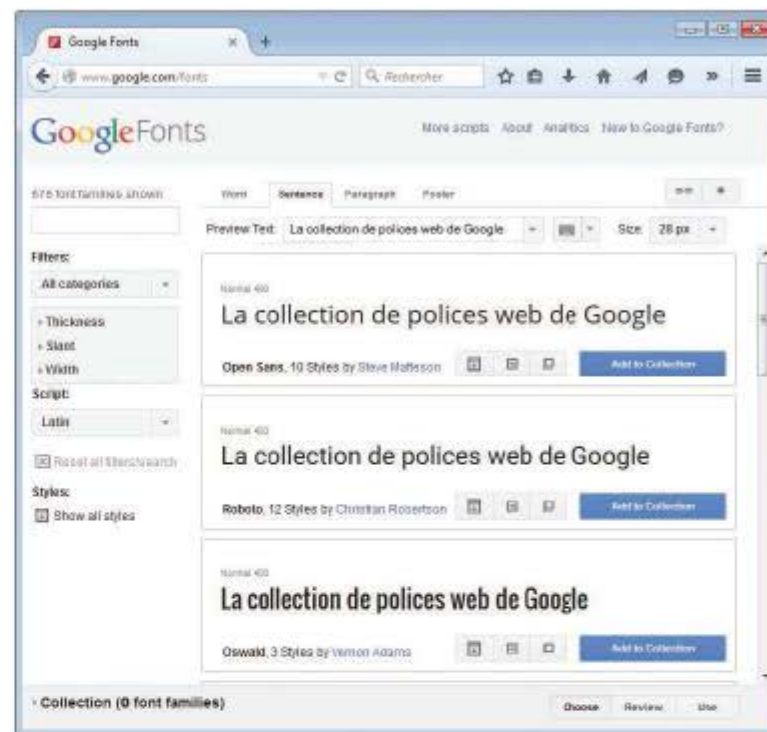 Google Fonts
www.google.com/fonts
Rechercher
GoogleFonts
More scripts About Analytics New to Google Fonts?
676 font families shown
Word Sentence Paragraph Poster
Preview Text: La collection de polices web de Google Size: 28 px
Filters:
All categories
Thickness
Slant
Width
Script:
Latin
Reset all filters/search
Styles:
Show all styles
Normal 400
La collection de polices web de Google
Open Sans, 10 Styles by Steve Matteson Add to Collection
Normal 400
La collection de polices web de Google
Roboto, 12 Styles by Christian Robertson Add to Collection
Normal 400
La collection de polices web de Google
Oswald, 3 Styles by Vernon Adams Add to Collection
Collection (0 font families) Choose Review Use